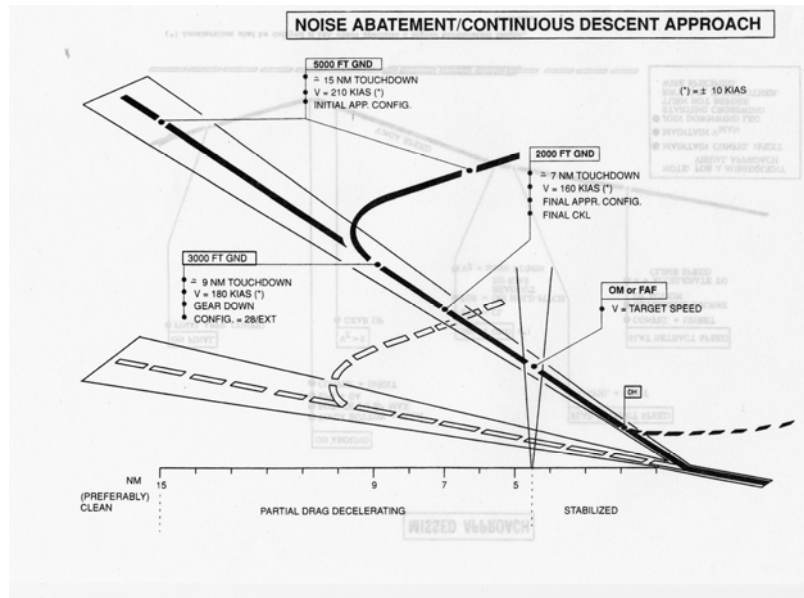 NOISE ABATEMENT/CONTINUOUS DESCENT APPROACH
5000 FT GND
≃ 15 NM TOUCHDOWN
V = 210 KIAS (*)
INITIAL APP. CONFIG.
(*) = ± 10 KIAS
2000 FT GND
≃ 7 NM TOUCHDOWN
V = 160 KIAS (*)
FINAL APPR. CONFIG.
FINAL CKL
3000 FT GND
≃ 9 NM TOUCHDOWN
V = 180 KIAS (*)
GEAR DOWN
CONFIG. = 28/EXT
OM or FAF
V = TARGET SPEED
DH
NM 15 9 7 5
(PREFERABLY)
CLEAN
PARTIAL DRAG DECELERATING
STABILIZED
MISSED APPROACH